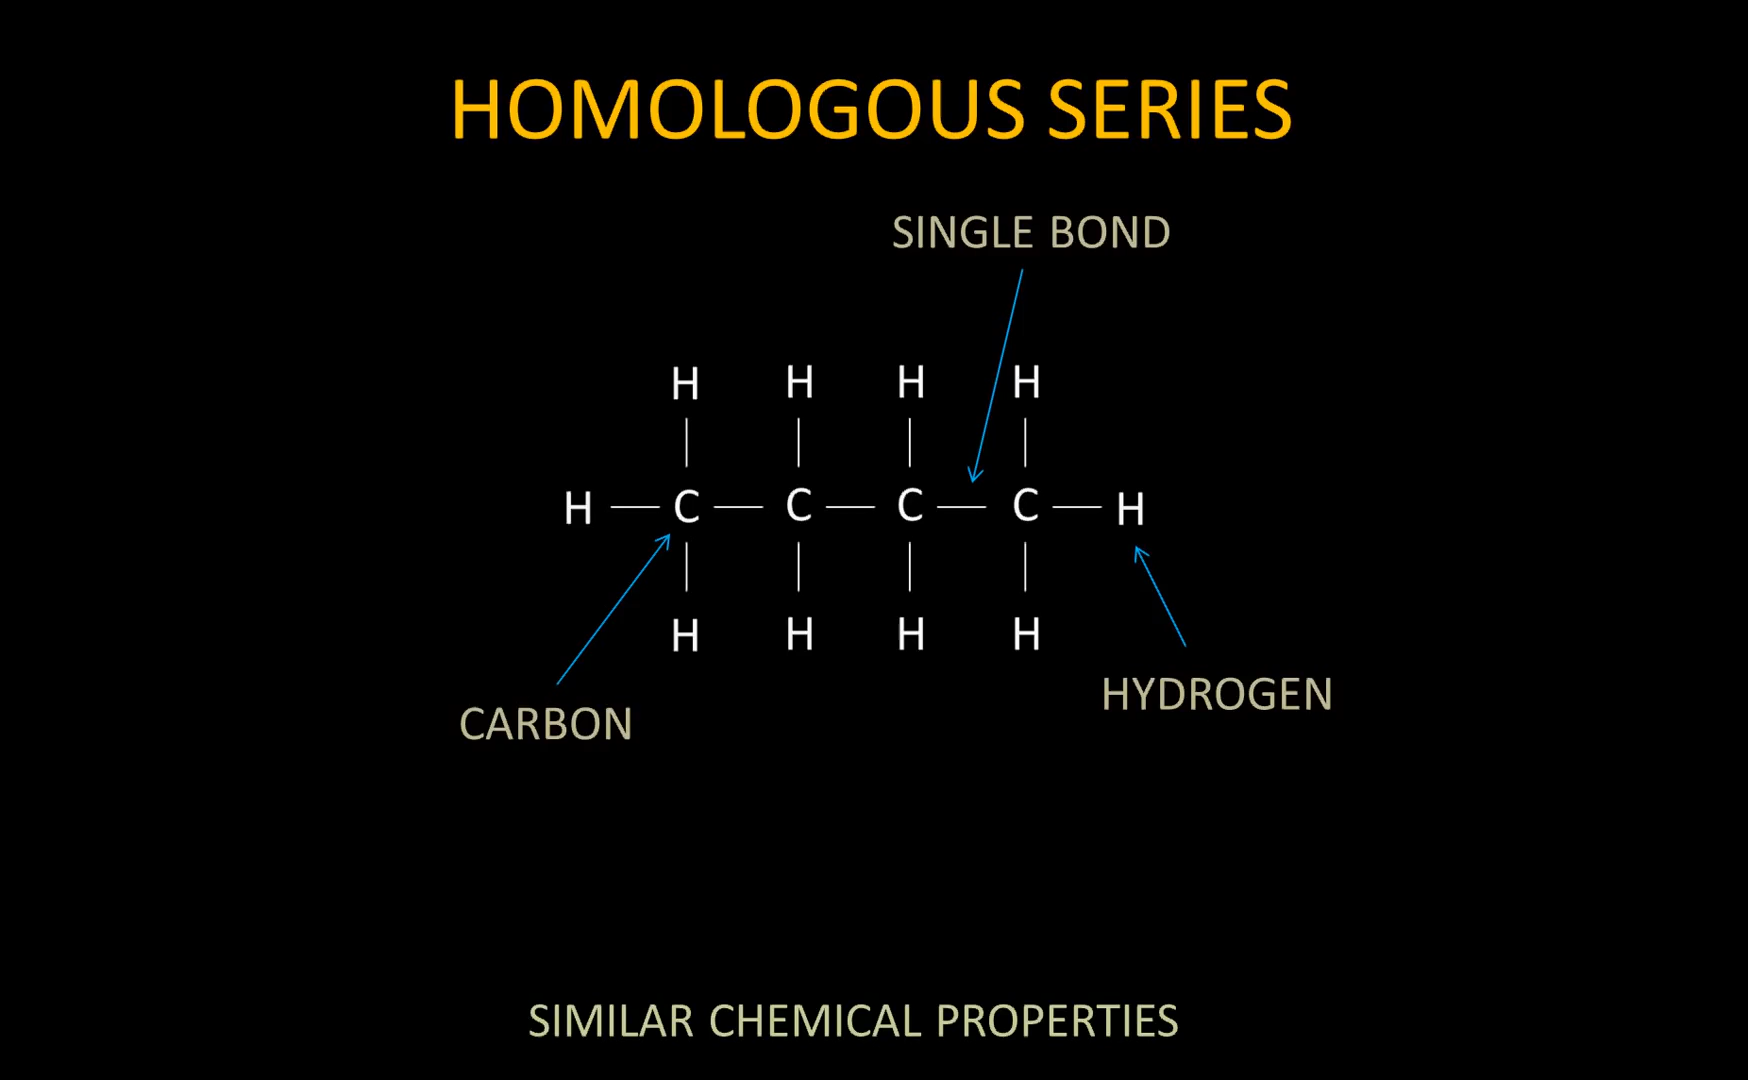 HOMOLOGOUS SERIES
SINGLE BOND
H H H H
H C C C C H
H H H H
CARBON
HYDROGEN
SIMILAR CHEMICAL PROPERTIES